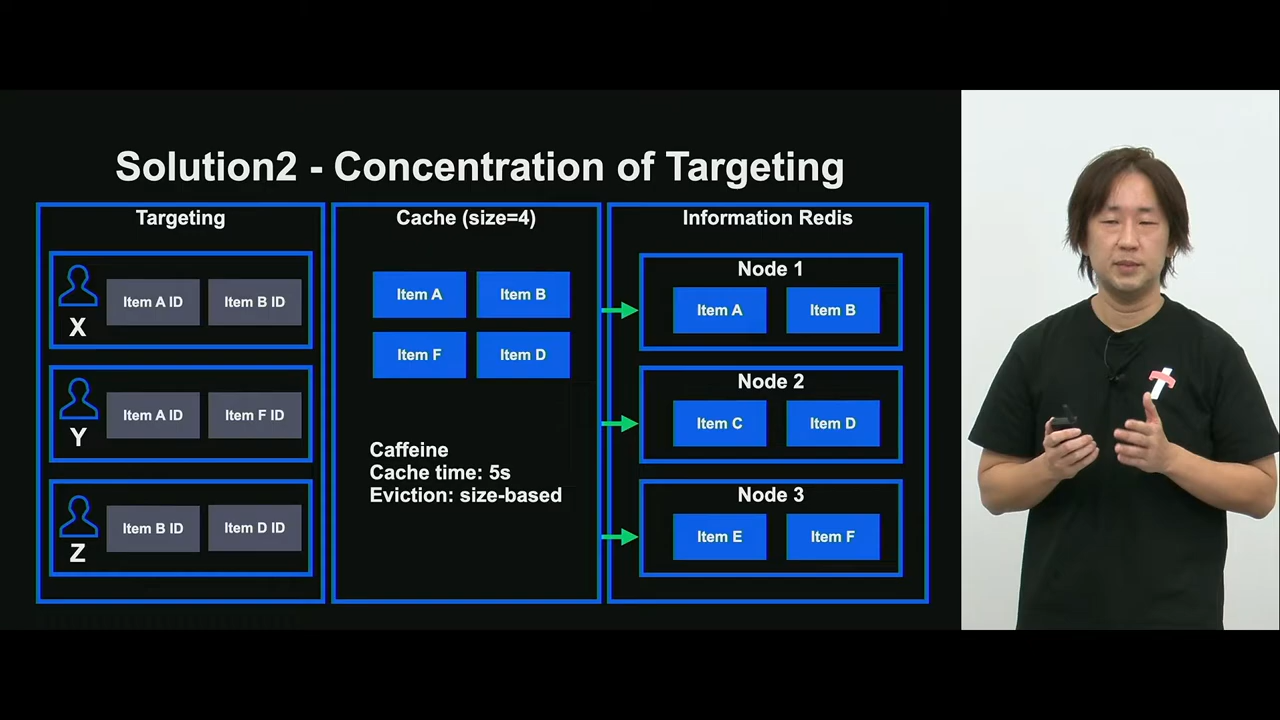 Solution2 - Concentration of Targeting
Targeting
X
Item A ID
Item B ID
Y
Item A ID
Item F ID
Z
Item B ID
Item D ID
Cache (size=4)
Item A
Item B
Item F
Item D
Caffeine
Cache time: 5s
Eviction: size-based
Information Redis
Node 1
Item A
Item B
Node 2
Item C
Item D
Node 3
Item E
Item F